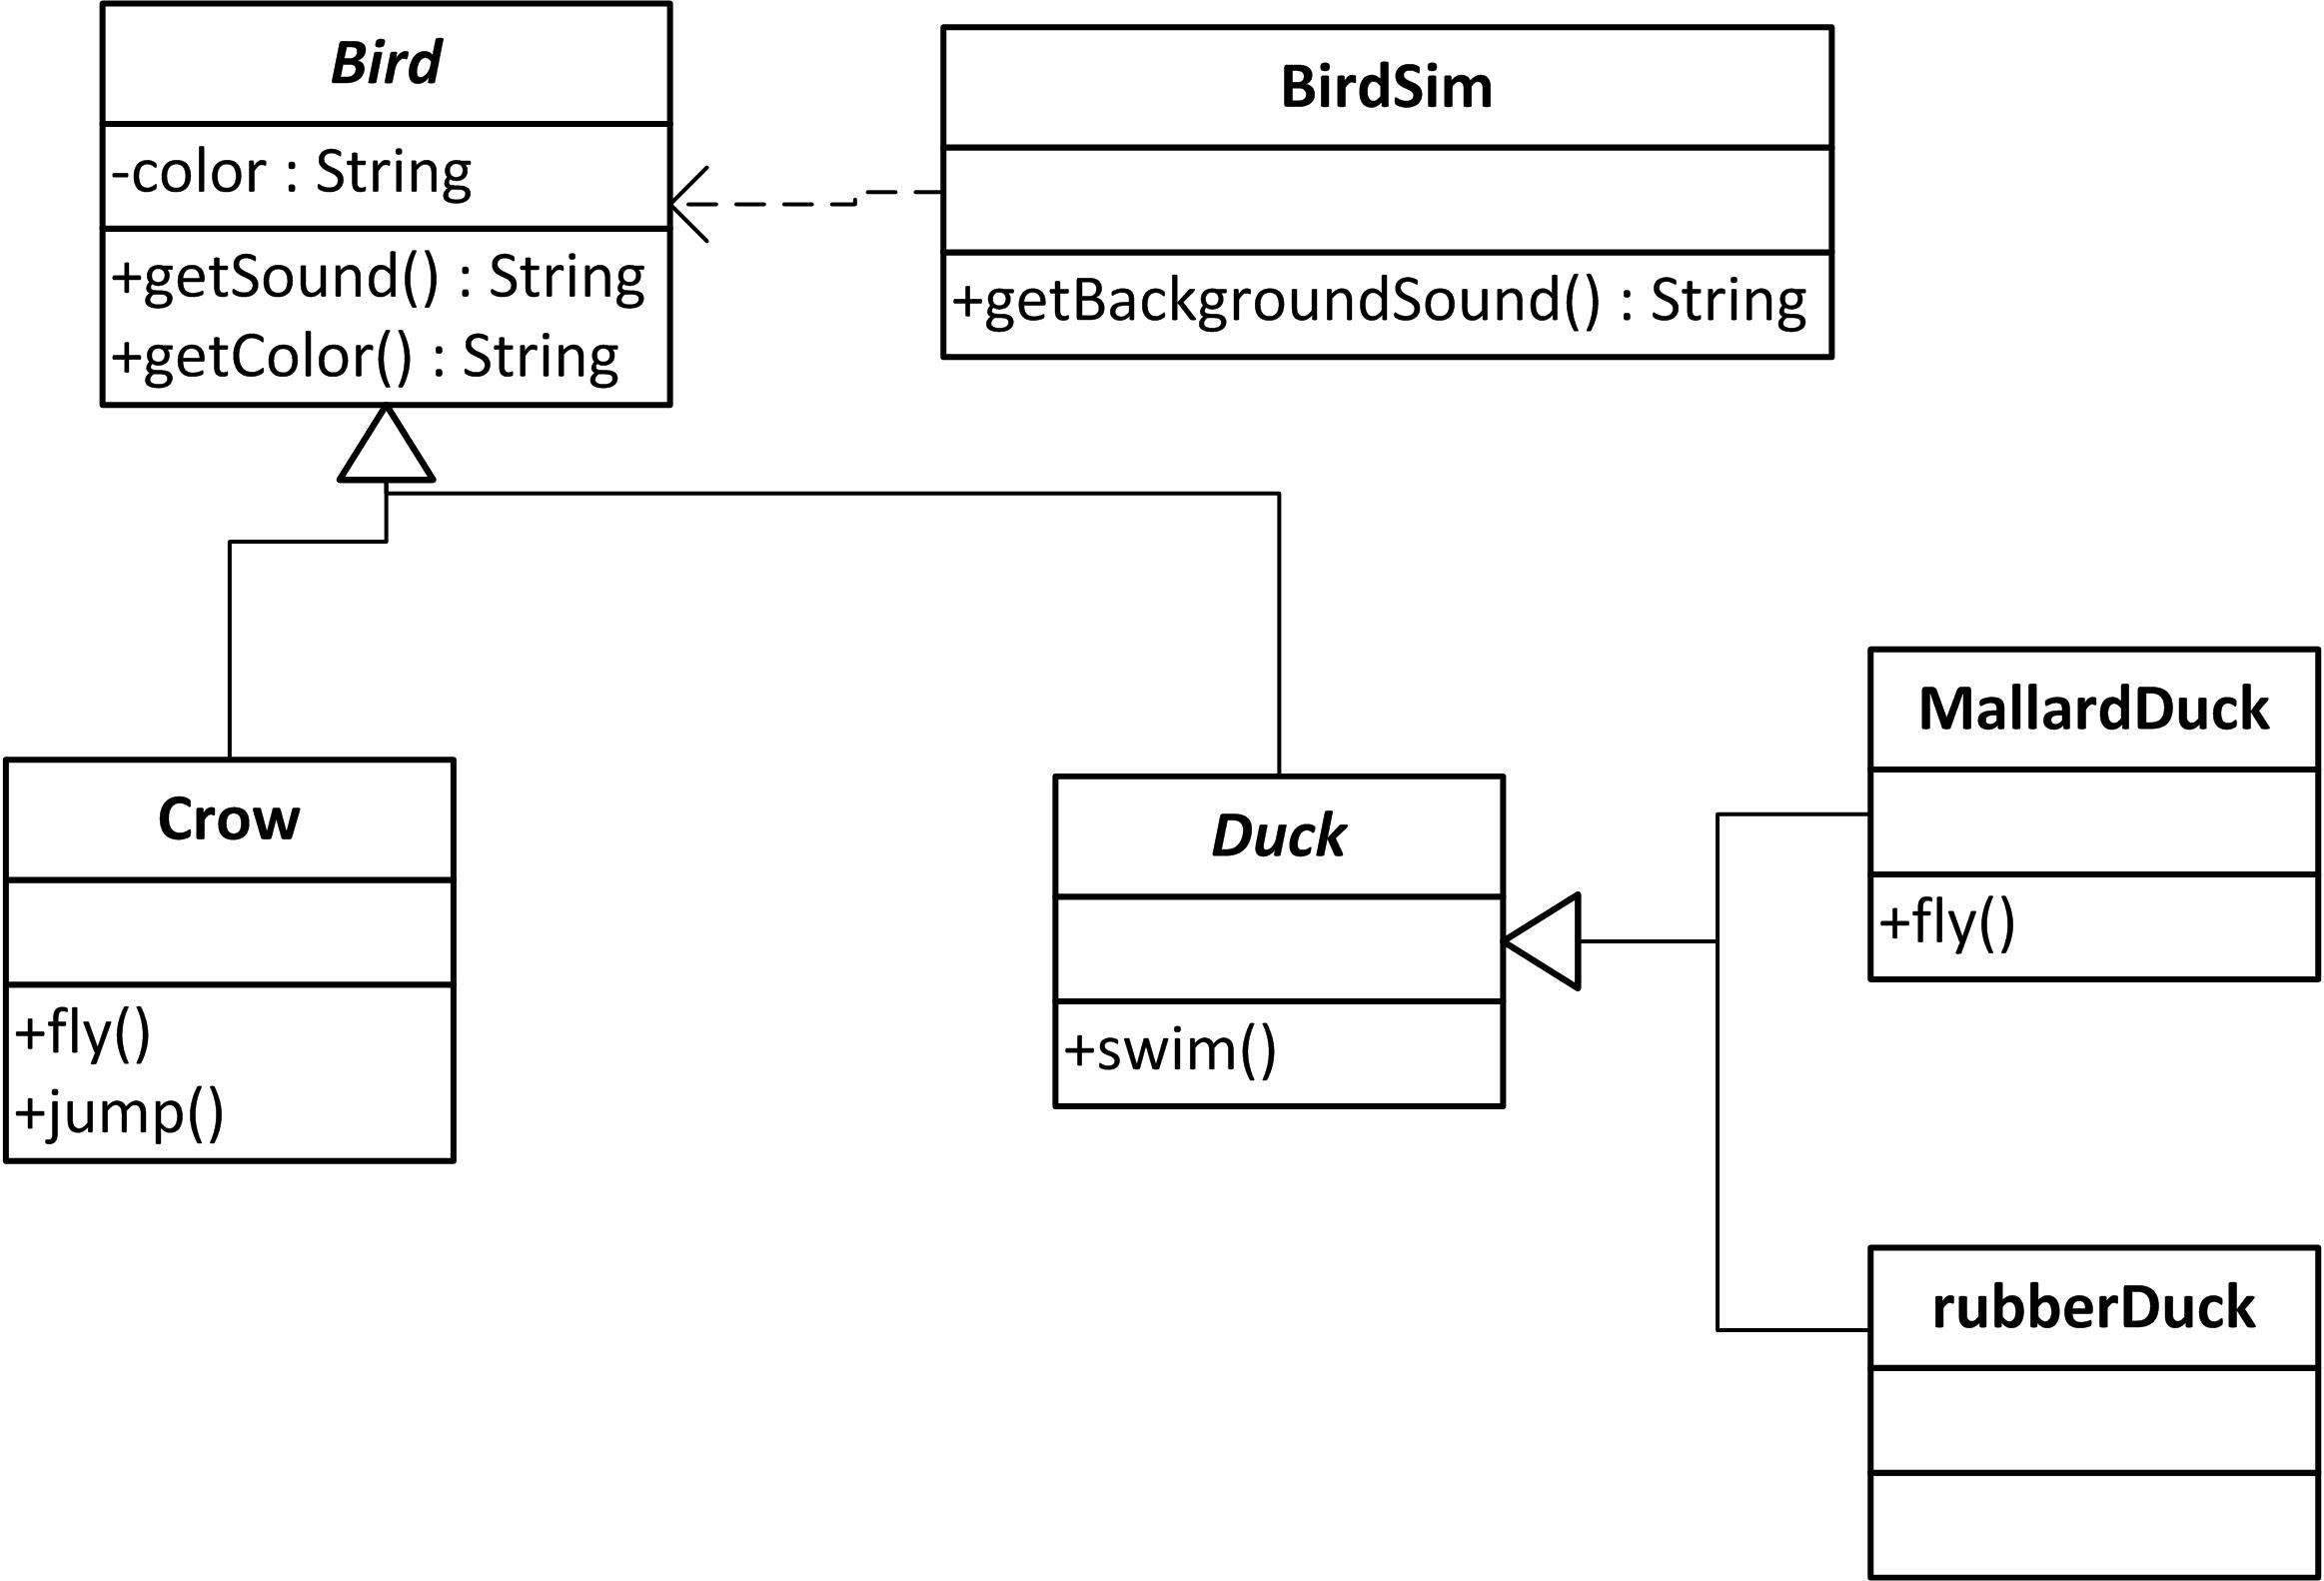 Bird
-color : String
+getSound() : String
+getColor() : String
BirdSim
+getBackgroundSound() : String
Crow
+fly()
+jump()
Duck
+swim()
MallardDuck
+fly()
rubberDuck